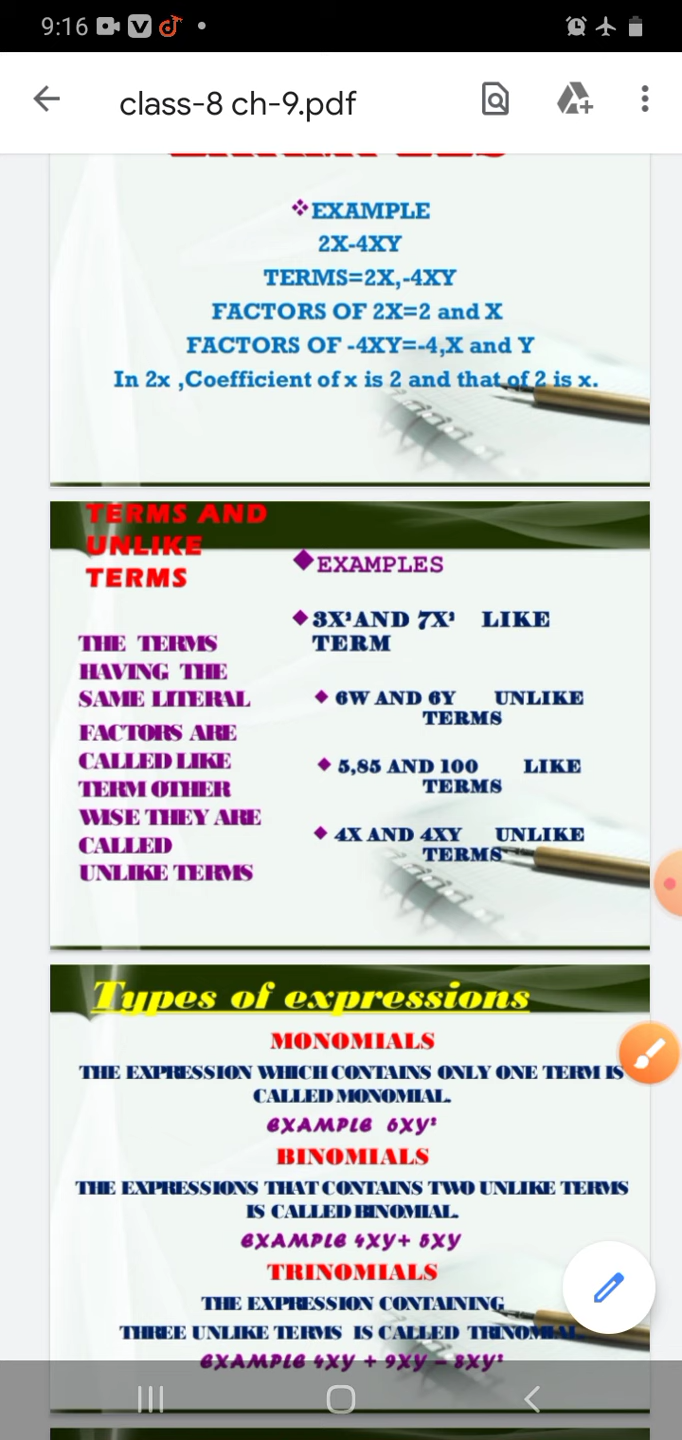 9:16
class-8 ch-9.pdf
EXAMPLE
2X-4XY
TERMS=2X,-4XY
FACTORS OF 2X=2 and X
FACTORS OF -4XY=-4,X and Y
In 2x ,Coefficient of x is 2 and that of 2 is x.
TERMS AND
UNLIKE
TERMS
THE TERMS
HAVING THE
SAME LITERAL
FACTORS ARE
CALLED LIKE
TERM OTHER
WISE THEY ARE
CALLED
UNLIKE TERMS
EXAMPLES
AND LIKE
TERM
6W AND 6Y UNLIKE
TERMS
5,85 AND 100 LIKE
TERMS
4X AND 4XY UNLIKE
TERMS
Types of expressions
MONOMIALS
THE EXPRESSION WHICH CONTAINS ONLY ONE TERM IS
CALLED MONOMIAL.
EXAMPLE
BINOMIALS
THE EXPRESSIONS THAT CONTAINS TWO UNLIKE TERMS
IS CALLED BINOMIAL.
EXAMPLE 4XY+ 5XY
TRINOMIALS
THE EXPRESSION CONTAINING
THREE UNLIKE TERMS IS CALLED TRINOMIAL.
EXAMPLE 4XY + 9XY –